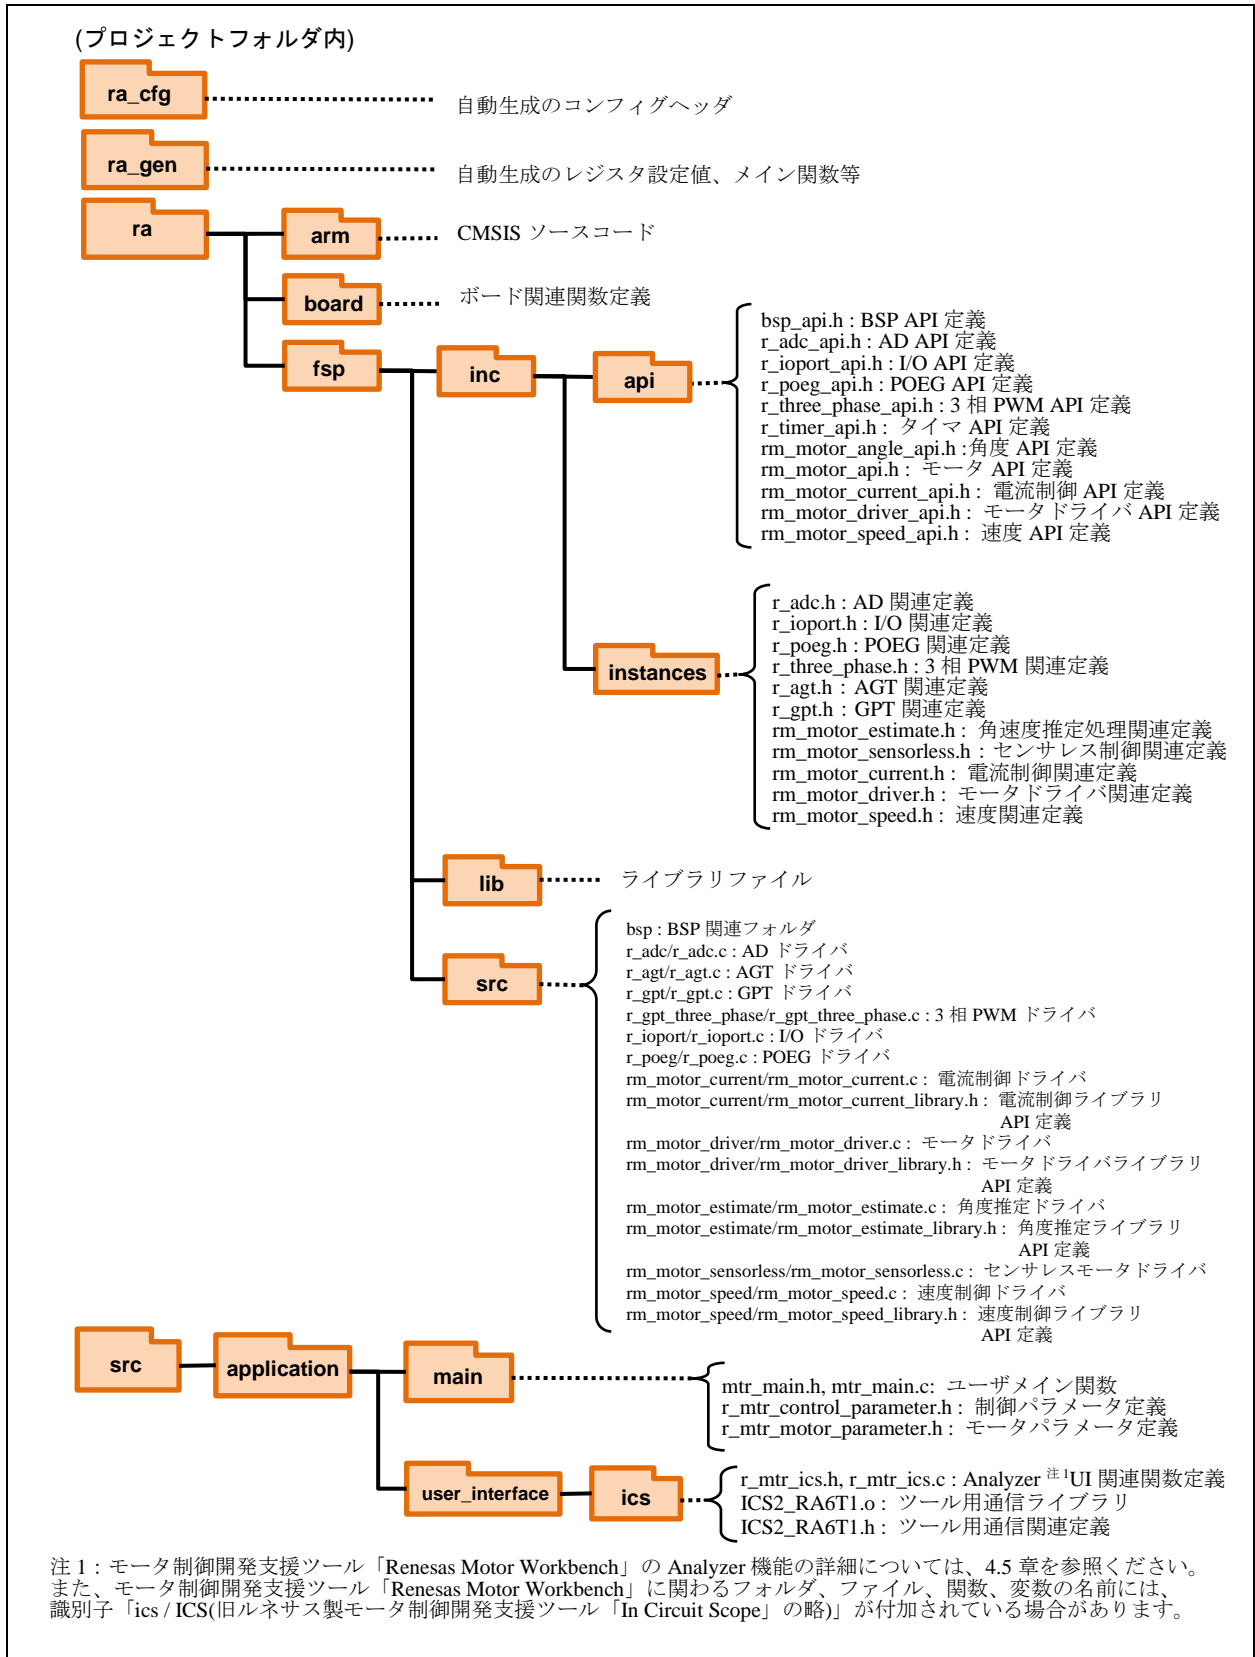 (プロジェクトフォルダ内)
ra_cfg
自動生成のコンフィグヘッダ
ra_gen
自動生成のレジスタ設定値、メイン関数等
ra
arm
CMSIS ソースコード
board
ボード関連関数定義
fsp
inc
api
bsp_api.h : BSP API 定義
r_adc_api.h : AD API 定義
r_ioport_api.h : I/O API 定義
r_poeg_api.h : POEG API 定義
r_three_phase_api.h : 3 相 PWM API 定義
r_timer_api.h : タイマ API 定義
rm_motor_angle_api.h :角度 API 定義
rm_motor_api.h : モータ API 定義
rm_motor_current_api.h : 電流制御 API 定義
rm_motor_driver_api.h : モータドライバ API 定義
rm_motor_speed_api.h : 速度 API 定義
instances
r_adc.h : AD 関連定義
r_ioport.h : I/O 関連定義
r_poeg.h : POEG 関連定義
r_three_phase.h : 3 相 PWM 関連定義
r_agt.h : AGT 関連定義
r_gpt.h : GPT 関連定義
rm_motor_estimate.h : 角速度推定処理関連定義
rm_motor_sensorless.h : センサレス制御関連定義
rm_motor_current.h : 電流制御関連定義
rm_motor_driver.h : モータドライバ関連定義
rm_motor_speed.h : 速度関連定義
lib
ライブラリファイル
src
bsp : BSP 関連フォルダ
r_adc/r_adc.c : AD ドライバ
r_agt/r_agt.c : AGT ドライバ
r_gpt/r_gpt.c : GPT ドライバ
r_gpt_three_phase/r_gpt_three_phase.c : 3 相 PWM ドライバ
r_ioport/r_ioport.c : I/O ドライバ
r_poeg/r_poeg.c : POEG ドライバ
rm_motor_current/rm_motor_current.c : 電流制御ドライバ
rm_motor_current/rm_motor_current_library.h : 電流制御ライブラリ
API 定義
rm_motor_driver/rm_motor_driver.c : モータドライバ
rm_motor_driver/rm_motor_driver_library.h : モータドライバライブラリ
API 定義
rm_motor_estimate/rm_motor_estimate.c : 角度推定ドライバ
rm_motor_estimate/rm_motor_estimate_library.h : 角度推定ライブラリ
API 定義
rm_motor_sensorless/rm_motor_sensorless.c : センサレスモータドライバ
rm_motor_speed/rm_motor_speed.c : 速度制御ドライバ
rm_motor_speed/rm_motor_speed_library.h : 速度制御ライブラリ
API 定義
src
application
main
mtr_main.h, mtr_main.c: ユーザメイン関数
r_mtr_control_parameter.h : 制御パラメータ定義
r_mtr_motor_parameter.h : モータパラメータ定義
user_interface
ics
r_mtr_ics.h, r_mtr_ics.c : Analyzer 注 1UI 関連関数定義
ICS2_RA6T1.o : ツール用通信ライブラリ
ICS2_RA6T1.h : ツール用通信関連定義
注 1 : モータ制御開発支援ツール「Renesas Motor Workbench」の Analyzer 機能の詳細については、4.5 章を参照ください。
また、モータ制御開発支援ツール「Renesas Motor Workbench」に関わるフォルダ、ファイル、関数、変数の名前には、
識別子「ics / ICS(旧ルネサス製モータ制御開発支援ツール「In Circuit Scope」の略)」が付加されている場合があります。